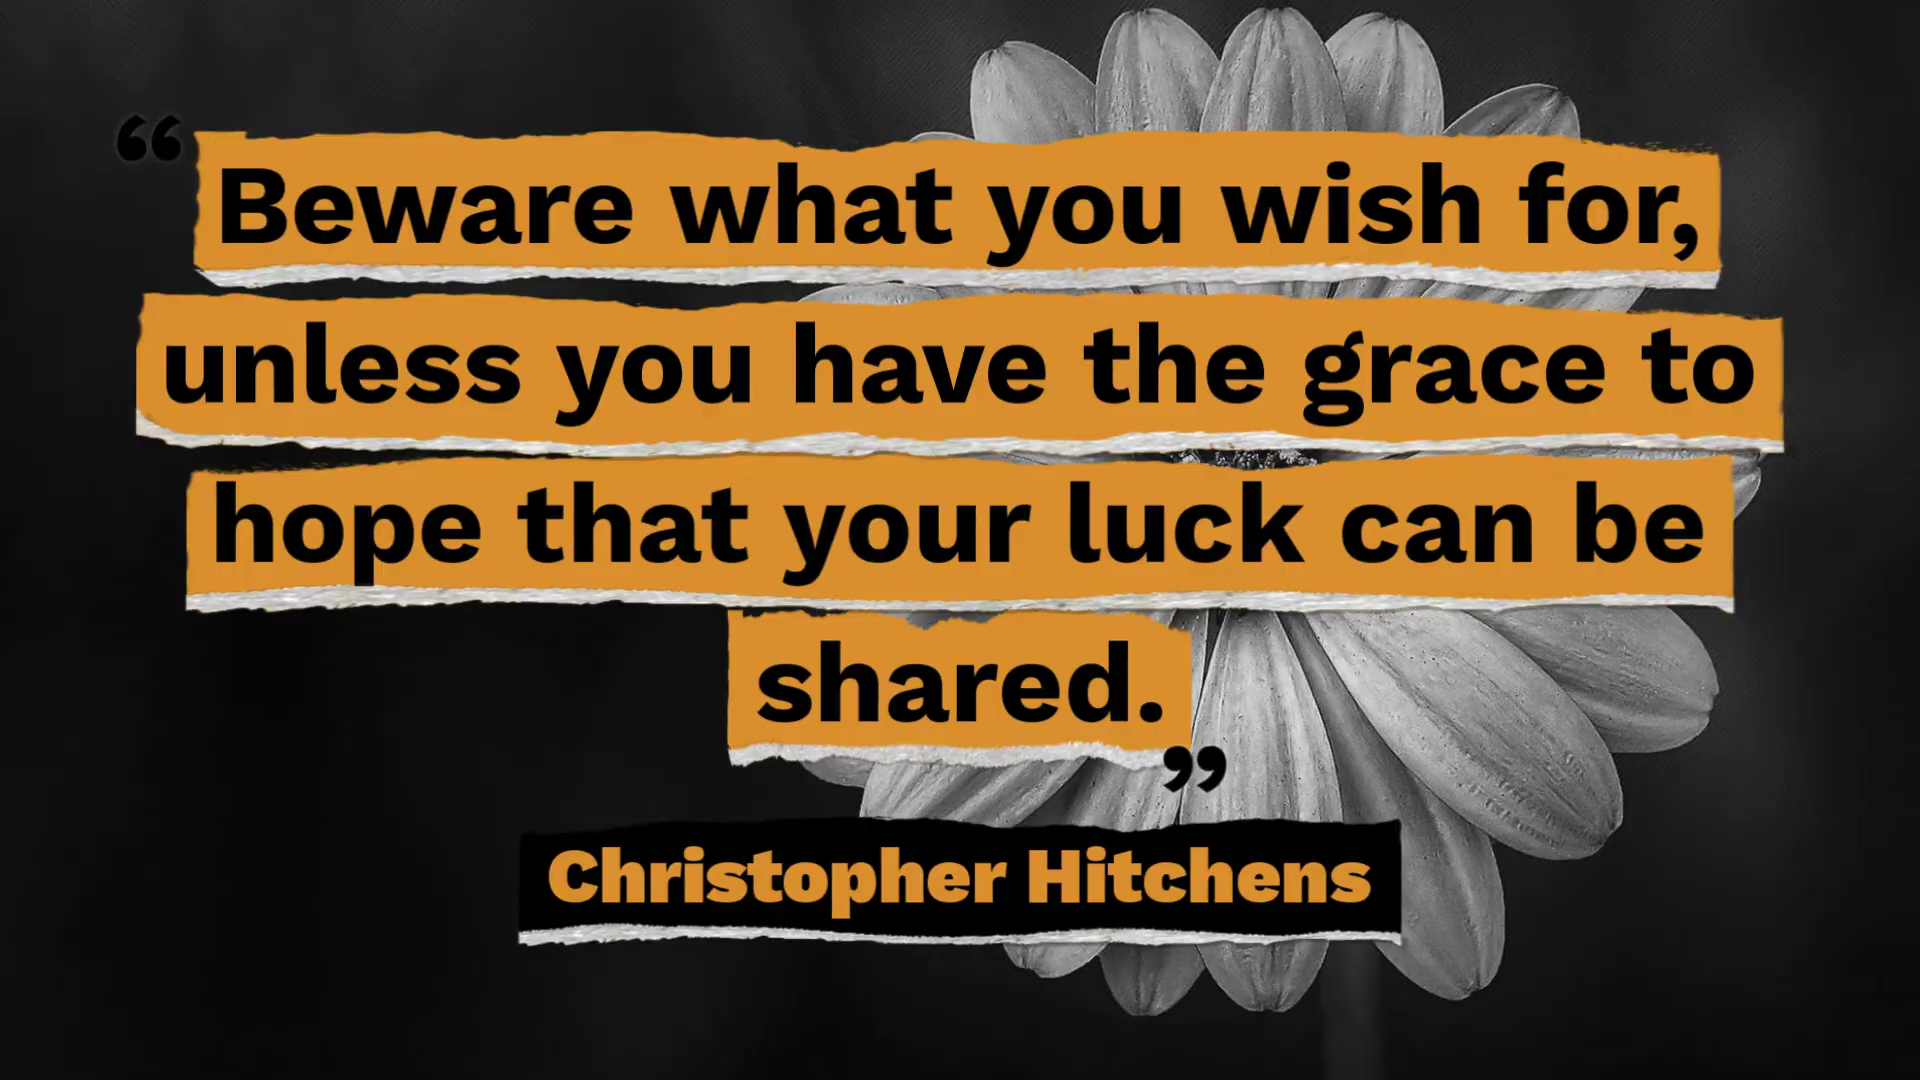 “Beware what you wish for,
unless you have the grace to
hope that your luck can be
shared.”
Christopher Hitchens